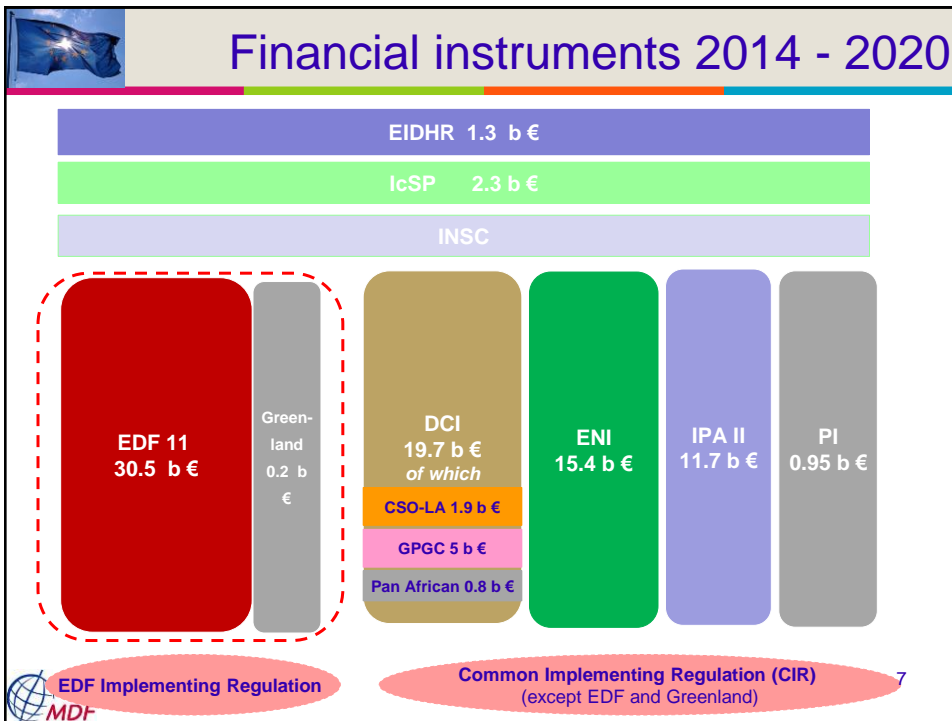 Financial instruments 2014 - 2020
EIDHR 1.3 b €
IcSP 2.3 b €
INSC
EDF 11
30.5 b €
Green-
land
0.2 b
€
DCI
19.7 b €
of which
CSO-LA 1.9 b €
GPGC 5 b €
Pan African 0.8 b €
ENI
15.4 b €
IPA II
11.7 b €
PI
0.95 b €
EDF Implementing Regulation
Common Implementing Regulation (CIR)
(except EDF and Greenland)
7
MDF